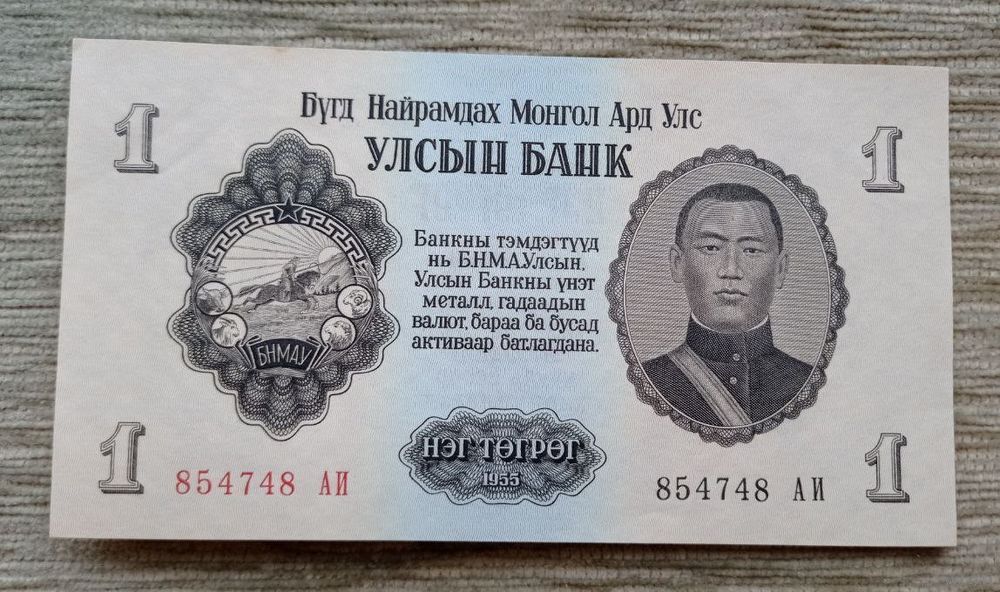 1
1
Бүгд Найрамдах Монгол Ард Улс
УЛСЫН БАНК
Банкны тэмдэгтүүд
нь Б.Н.М.А.Улсын,
Улсын Банкны үнэт
металл, гадаадын
валют, бараа ба бусад
активаар батлагдана.
БНМАУ
НЭГ ТӨГРӨГ
1955
1
854748 АИ
854748 АИ
1